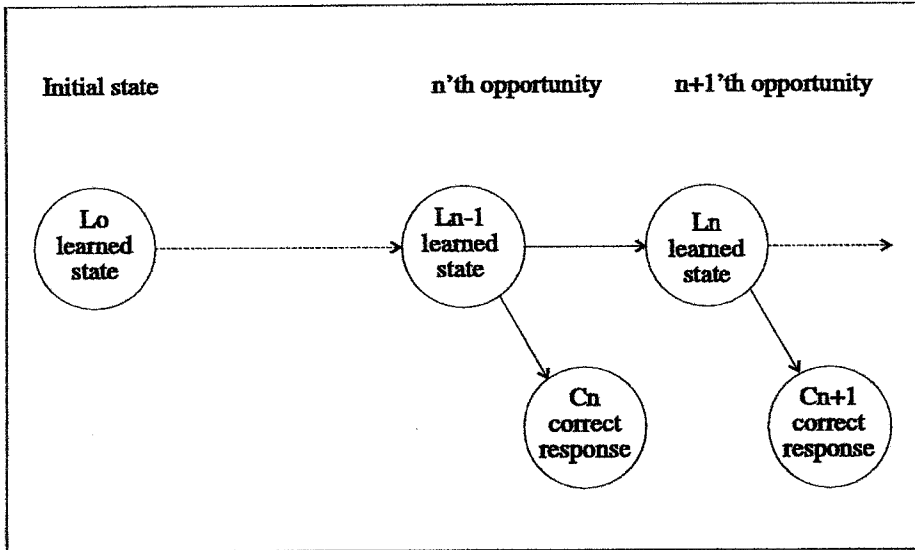 Initial state
n'th opportunity
n+1'th opportunity
Lo
learned
state
Ln-1
learned
state
Ln
learned
state
Cn
correct
response
Cn+1
correct
response